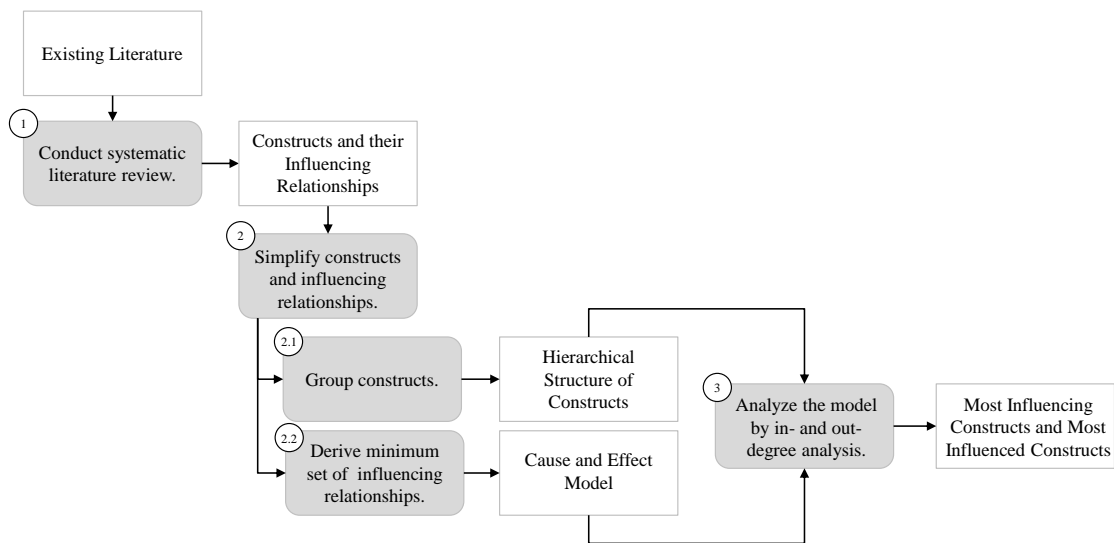 Existing Literature
1
Conduct systematic
literature review.
Constructs and their
Influencing
Relationships
2
Simplify constructs
and influencing
relationships.
2.1
Group constructs.
Hierarchical
Structure of
Constructs
2.2
Derive minimum
set of influencing
relationships.
Cause and Effect
Model
3
Analyze the model
by in- and out-
degree analysis.
Most Influencing
Constructs and Most
Influenced Constructs